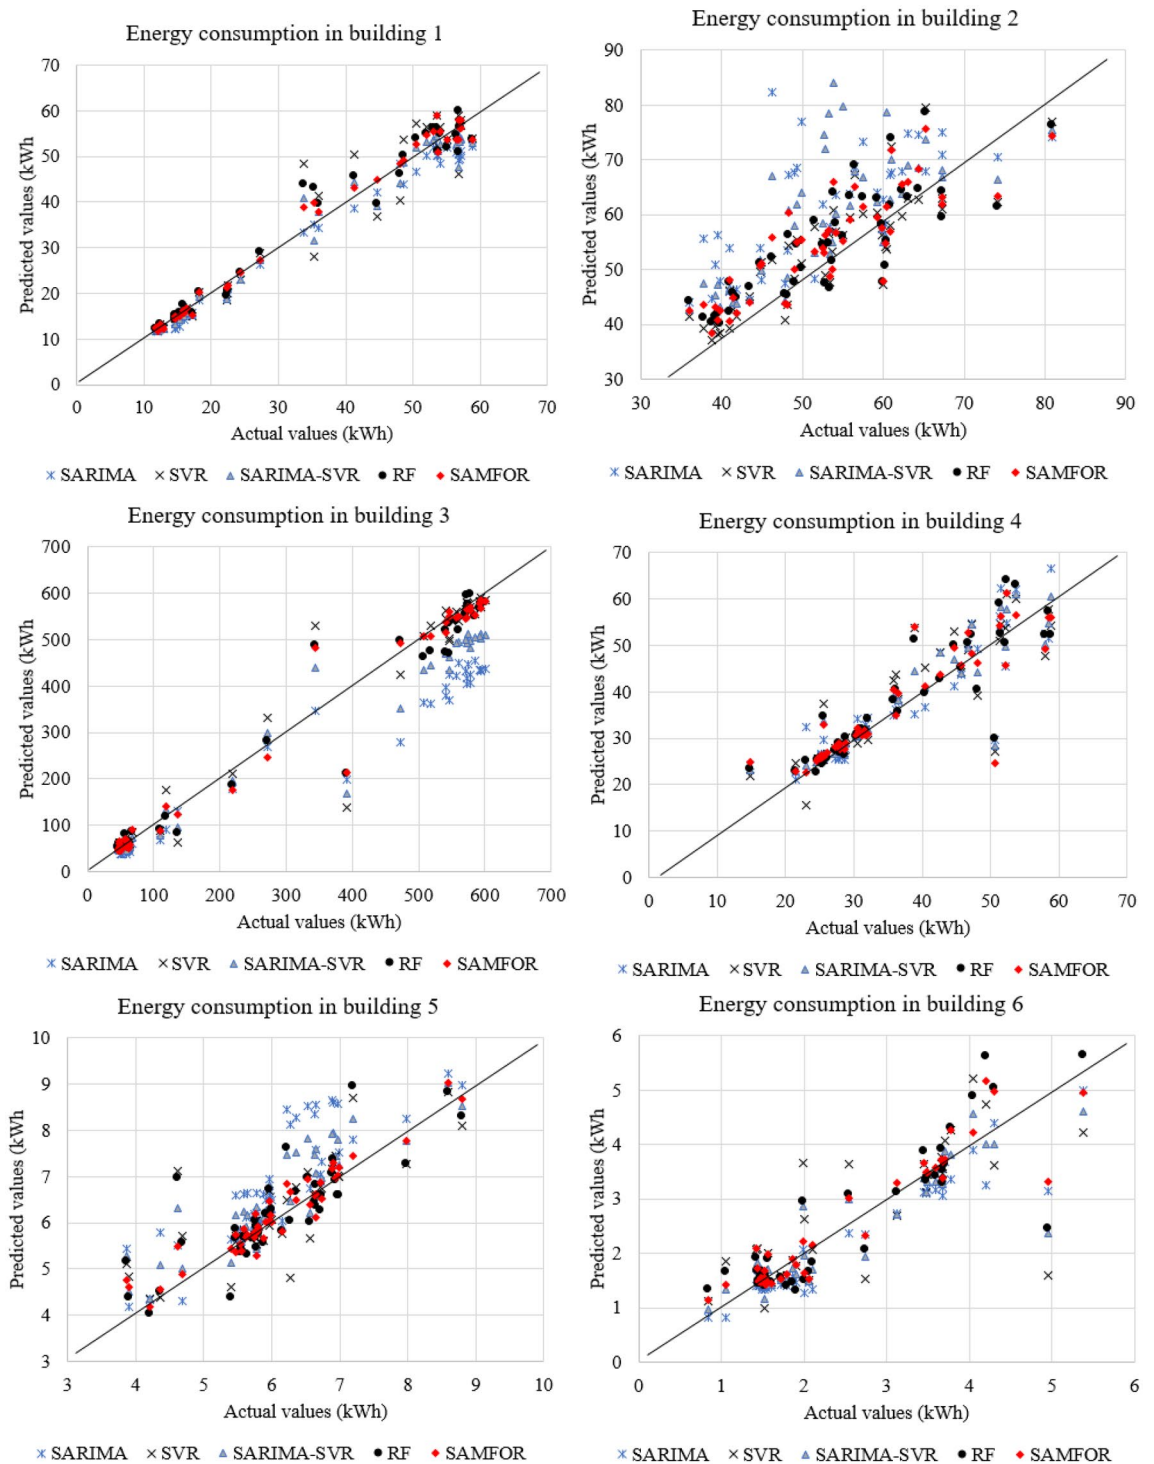 Energy consumption in building 1
Predicted values (kWh
70
60
50
40
30
20
10
0
0 10 20 30 40 50 60 70
Actual values (kWh)
SARIMA SVR SARIMA-SVR RF SAMFOR
Energy consumption in building 2
Predicted values (kWh)
90
80
70
60
50
40
30
30 40 50 60 70 80 90
Actual values (kWh)
SARIMA SVR SARIMA-SVR RF SAMFOR
Energy consumption in building 3
Predicted values (kWh)
700
600
500
400
300
200
100
0
0 100 200 300 400 500 600 700
Actual values (kWh)
SARIMA SVR SARIMA-SVR RF SAMFOR
Energy consumption in building 4
Predicted values (kWh)
70
60
50
40
30
20
10
0
0 10 20 30 40 50 60 70
Actual values (kWh)
SARIMA SVR SARIMA-SVR RF SAMFOR
Energy consumption in building 5
Predicted values (kWh
10
9
8
7
6
5
4
3
3 4 5 6 7 8 9 10
Actual values (kWh)
SARIMA SVR SARIMA-SVR RF SAMFOR
Energy consumption in building 6
Predicted values (kWh
6
5
4
3
2
1
0
0 1 2 3 4 5 6
Actual values (kWh)
SARIMA SVR SARIMA-SVR RF SAMFOR